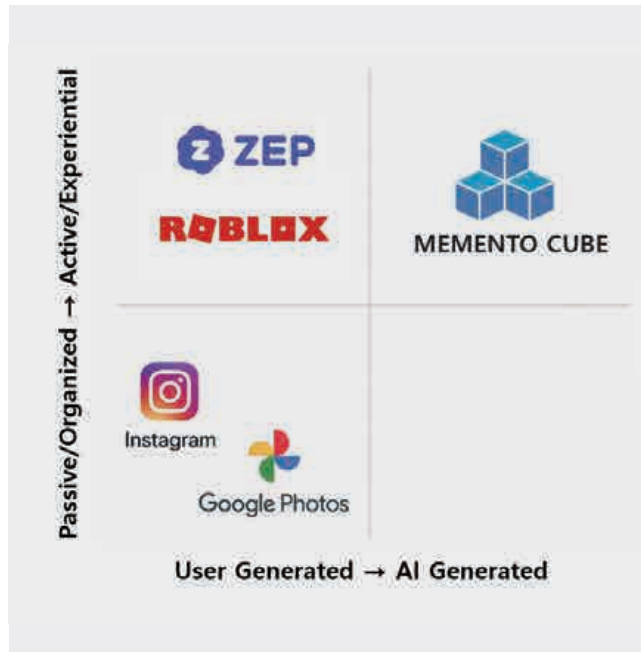 Passive/Organized → Active/Experiential
Z ZEP
ROBLOX
MEMENTO CUBE
Instagram
Google Photos
User Generated → AI Generated